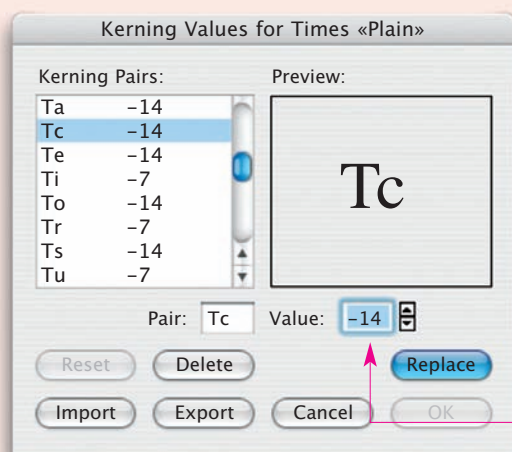 Kerning Values for Times «Plain»
Kerning Pairs: Preview:
Ta -14
Tc -14
Te -14
Ti -7
To -14
Tr -7
Ts -14
Tu -7
Tc
Pair: Tc Value: -14
Reset Delete Replace
Import Export Cancel OK